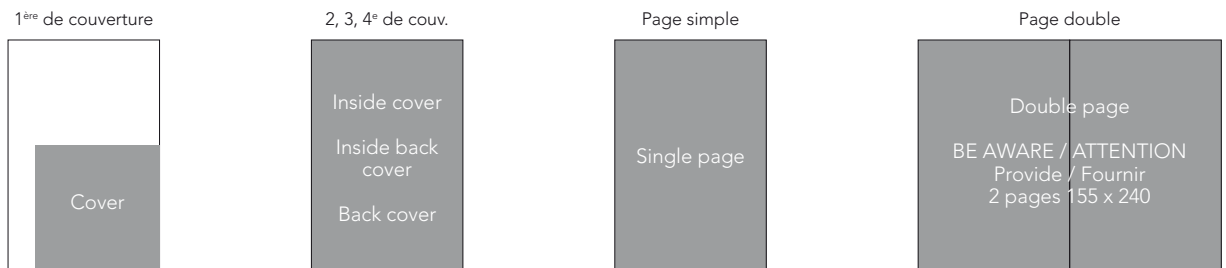 1ère de couverture
Cover
2, 3, 4e de couv.
Inside cover
Inside back
cover
Back cover
Page simple
Single page
Page double
Double page
BE AWARE / ATTENTION
Provide / Fournir
2 pages 155 x 240